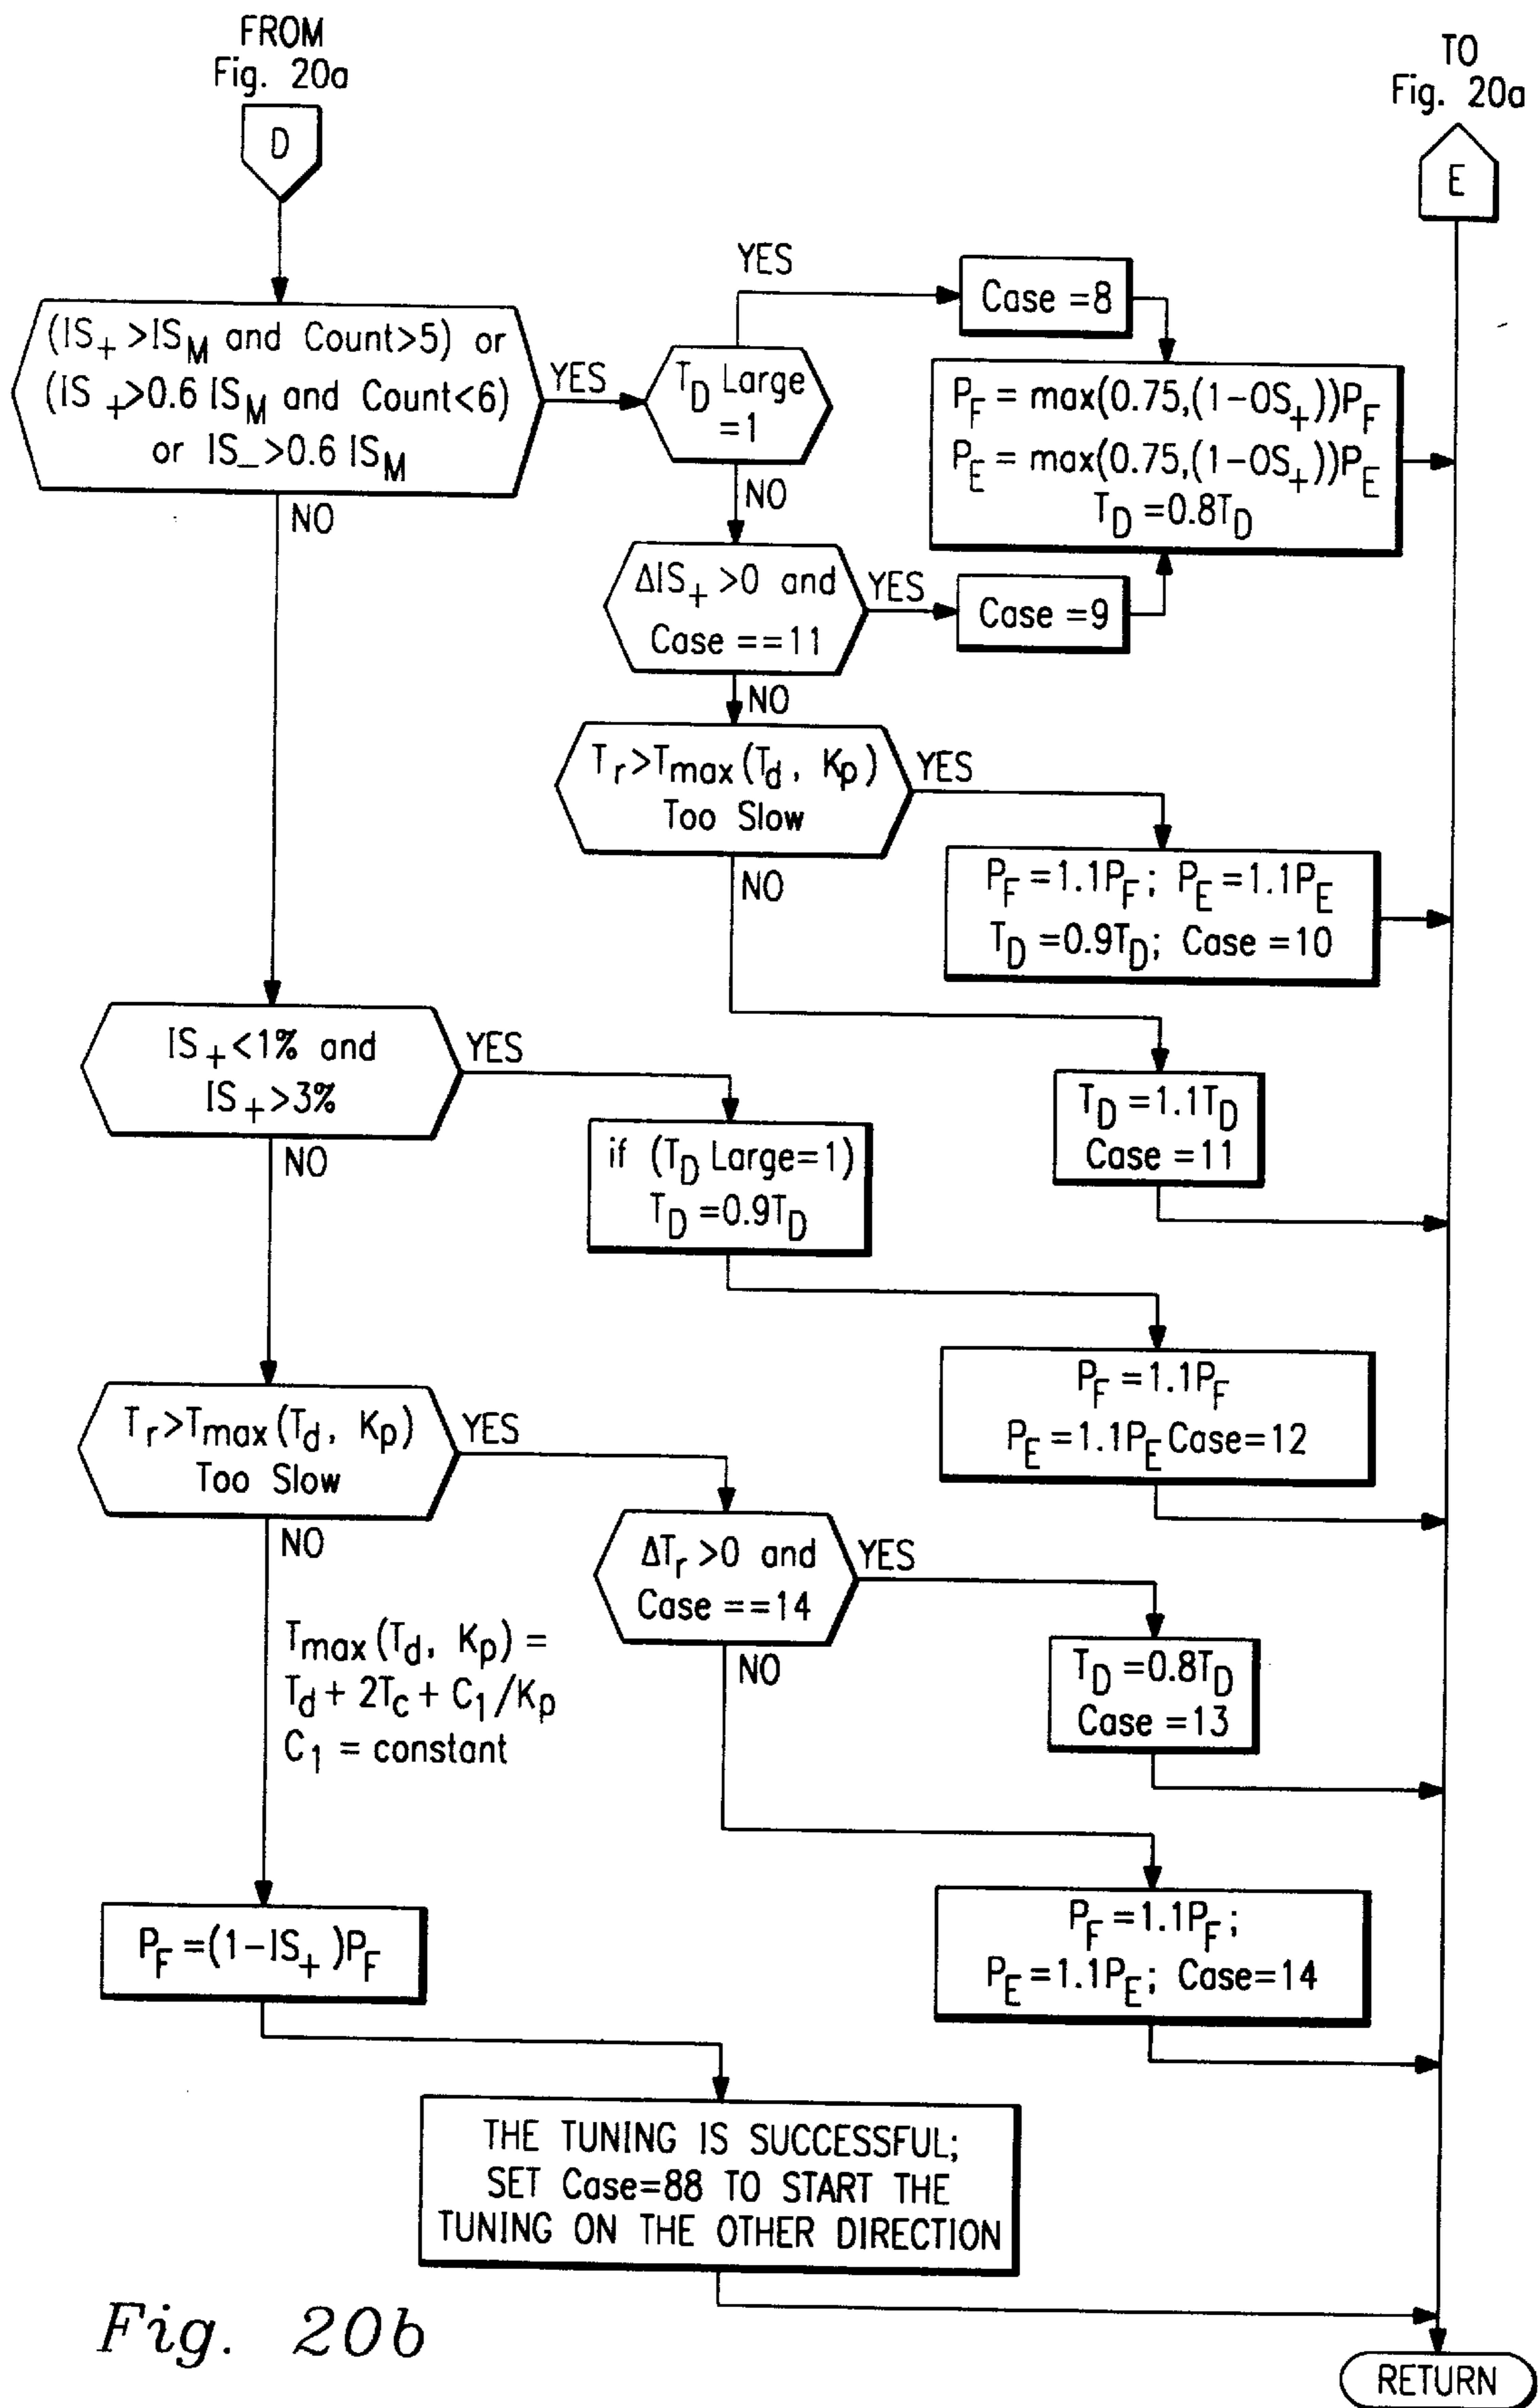 FROM
Fig. 20a
D
TO
Fig. 20a
E
(IS+ >ISM and Count>5) or
(IS +>0.6 ISM and Count<6)
or IS_>0.6 ISM
YES
NO
TD Large
=1
YES
NO
Case =8
PF = max(0.75,(1-OS+))PF
PE = max(0.75,(1-OS+))PE
TD =0.8TD
ΔIS+ >0 and
Case ==11
YES
NO
Case =9
Tr>Tmax(Td, Kp)
Too Slow
YES
NO
PF =1.1PF; PE =1.1PE
TD =0.9TD; Case =10
TD =1.1TD
Case =11
IS+<1% and
IS+>3%
YES
NO
if (TD Large=1)
TD =0.9TD
PF =1.1PF
PE =1.1PE Case=12
Tr>Tmax(Td, Kp)
Too Slow
YES
NO
ΔTr >0 and
Case ==14
YES
NO
TD =0.8TD
Case =13
Tmax(Td, Kp) =
Td + 2Tc + C1/Kp
C1 = constant
PF =1.1PF;
PE =1.1PE; Case=14
PF =(1-IS+)PF
THE TUNING IS SUCCESSFUL;
SET Case=88 TO START THE
TUNING ON THE OTHER DIRECTION
Fig. 20b
RETURN